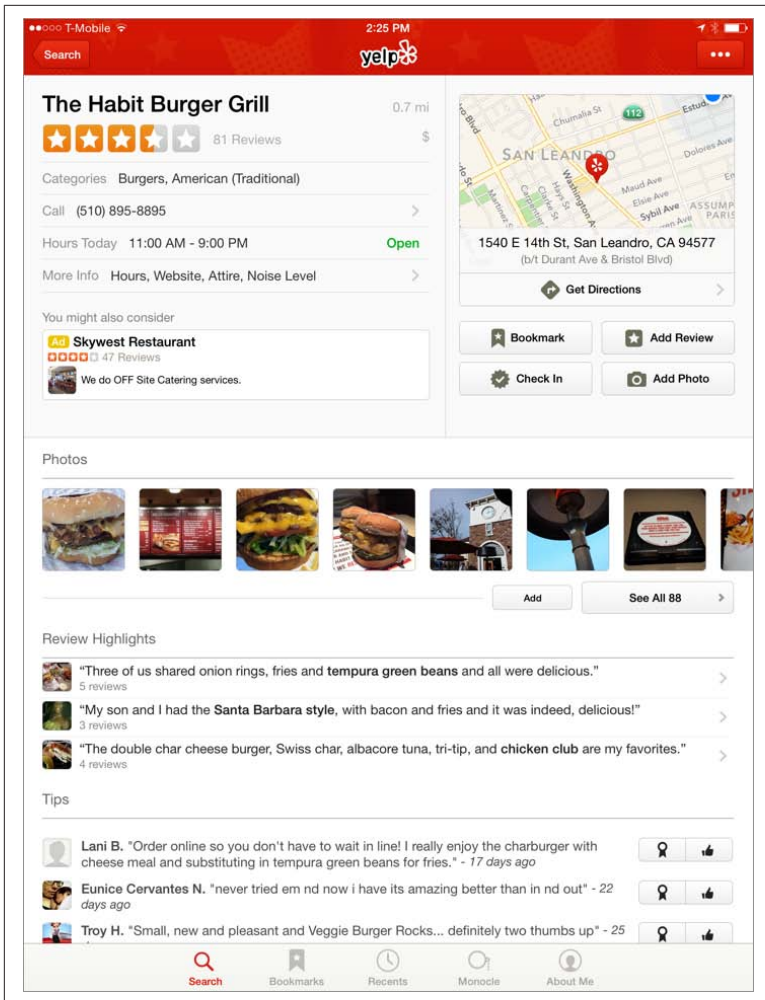 T-Mobile 2:25 PM
Search yelp
The Habit Burger Grill 0.7 mi
81 Reviews $
Categories Burgers, American (Traditional)
Call (510) 895-8895
Hours Today 11:00 AM - 9:00 PM Open
More Info Hours, Website, Attire, Noise Level
You might also consider
Ad Skywest Restaurant
47 Reviews
We do OFF Site Catering services.
Chumalia St
112
Estud
SAN LEANDRO
Dolores Ave
Washington
Maud Ave
Elsie Ave
Sybil Ave
ASSUMP
PARIS
Martinez
Carpentier
Clarke St
Hays St
1540 E 14th St, San Leandro, CA 94577
(b/t Durant Ave & Bristol Blvd)
Get Directions
Bookmark Add Review
Check In Add Photo
Photos
Add See All 88
Review Highlights
“Three of us shared onion rings, fries and tempura green beans and all were delicious.”
5 reviews
“My son and I had the Santa Barbara style, with bacon and fries and it was indeed, delicious!”
3 reviews
“The double char cheese burger, Swiss char, albacore tuna, tri-tip, and chicken club are my favorites.”
4 reviews
Tips
Lani B. "Order online so you don't have to wait in line! I really enjoy the charburger with
cheese meal and substituting in tempura green beans for fries." - 17 days ago
Eunice Cervantes N. "never tried em nd now i have its amazing better than in nd out" - 22
days ago
Troy H. "Small, new and pleasant and Veggie Burger Rocks... definitely two thumbs up" - 25
Search Bookmarks Recents Monocle About Me